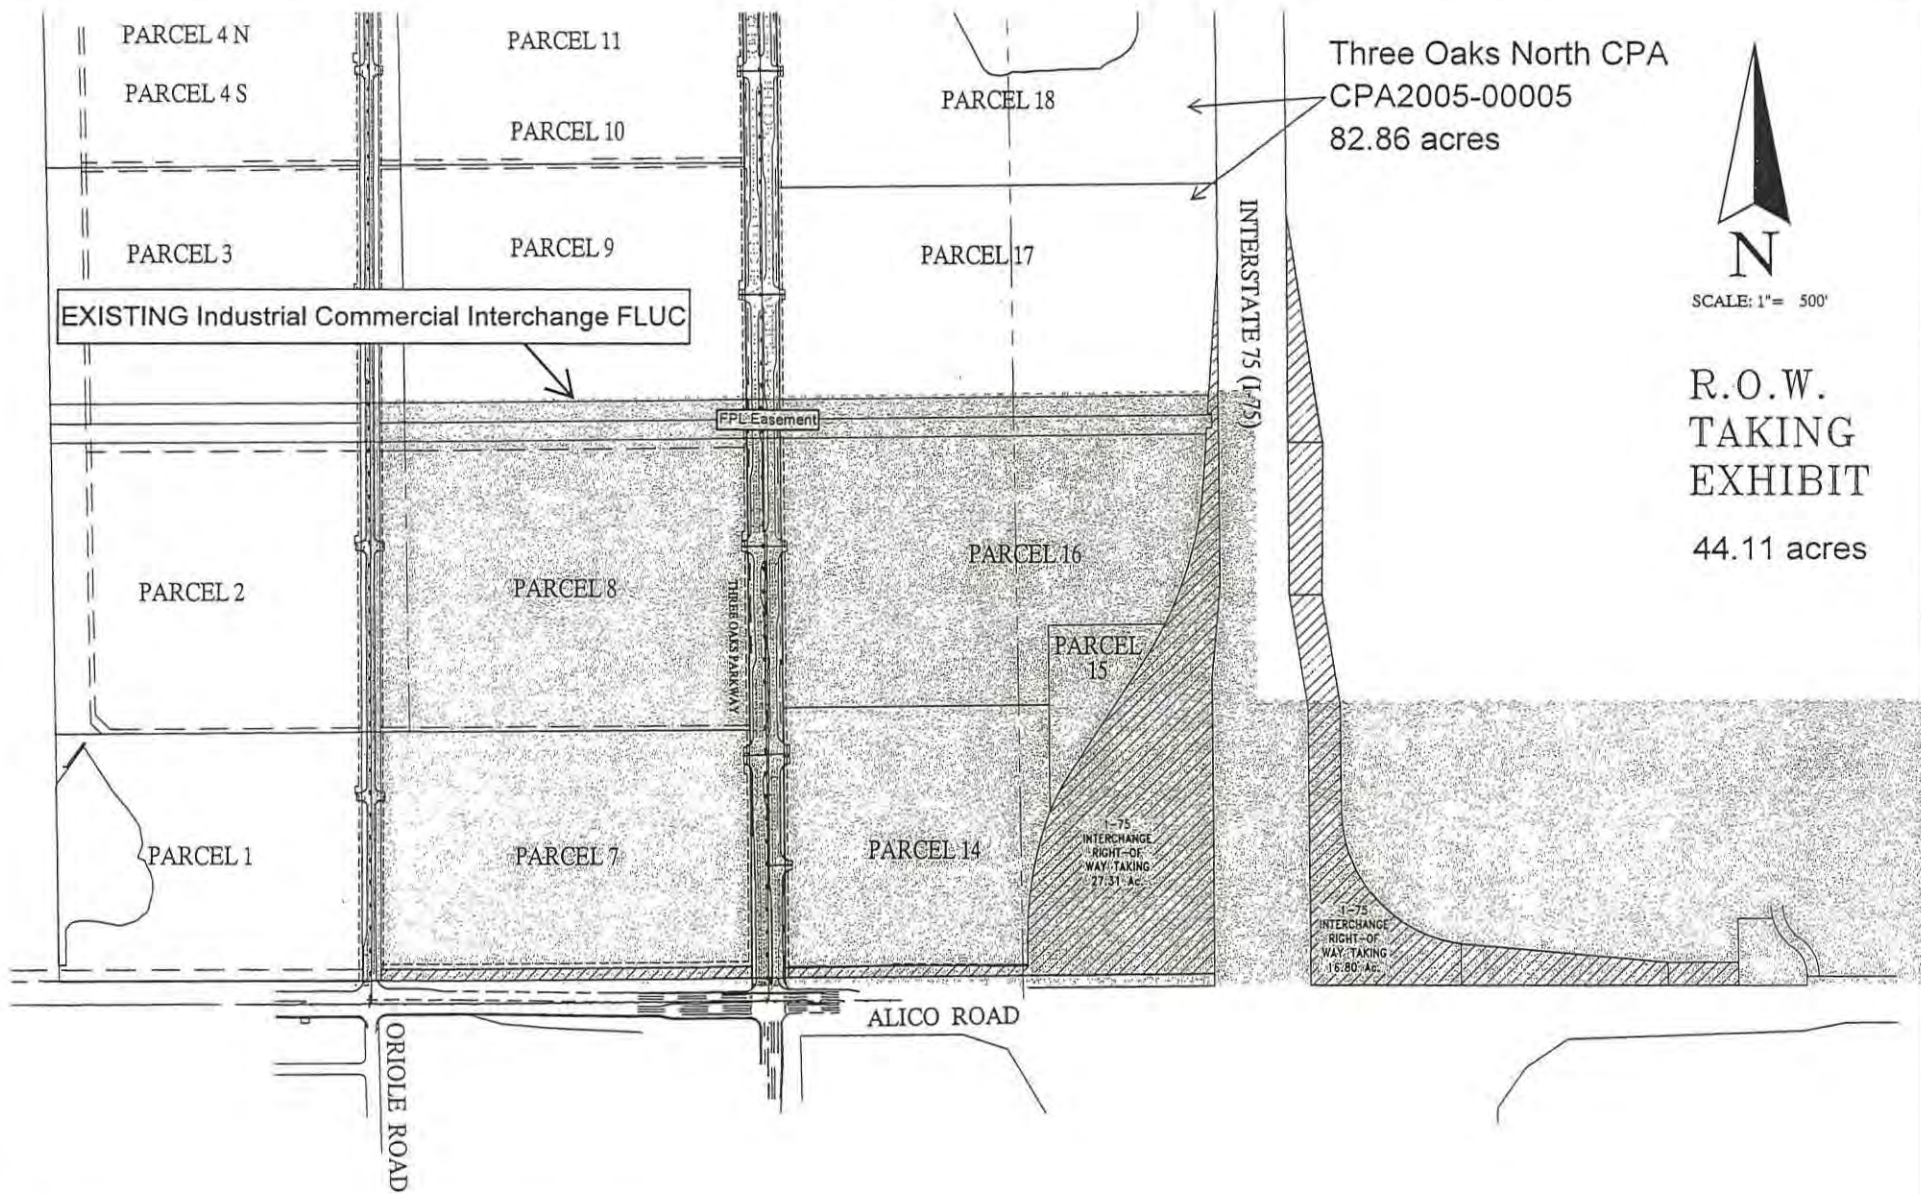 PARCEL 4 N
PARCEL 11
Three Oaks North CPA
CPA2005-00005
82.86 acres
PARCEL 4 S
PARCEL 18
PARCEL 10
PARCEL 3
PARCEL 9
PARCEL 17
INTERSTATE 75 (I-75)
N
SCALE: 1"= 500'
EXISTING Industrial Commercial Interchange FLUC
R.O.W.
TAKING
EXHIBIT
44.11 acres
FPL Easement
PARCEL 2
PARCEL 8
THREE OAKS PARKWAY
PARCEL 16
PARCEL
15
PARCEL 1
PARCEL 7
PARCEL 14
I-75
INTERCHANGE
RIGHT-OF
WAY TAKING
27.31 Ac.
I-75
INTERCHANGE
RIGHT-OF
WAY TAKING
16.80 Ac.
ALICO ROAD
ORIOLE ROAD